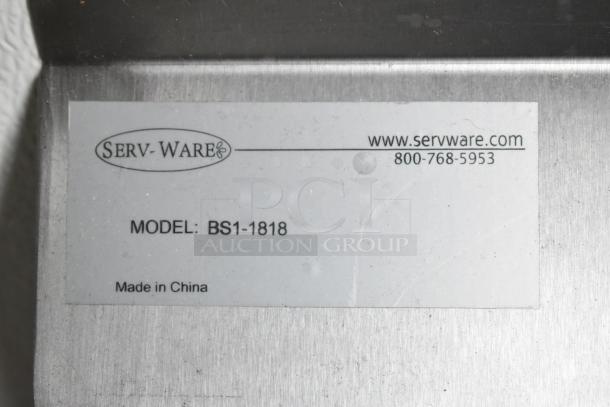 SERV-WARE
www.servware.com
800-768-5953
PCI
MODEL: BS1-1818
AUCTION GROUP
Made in China